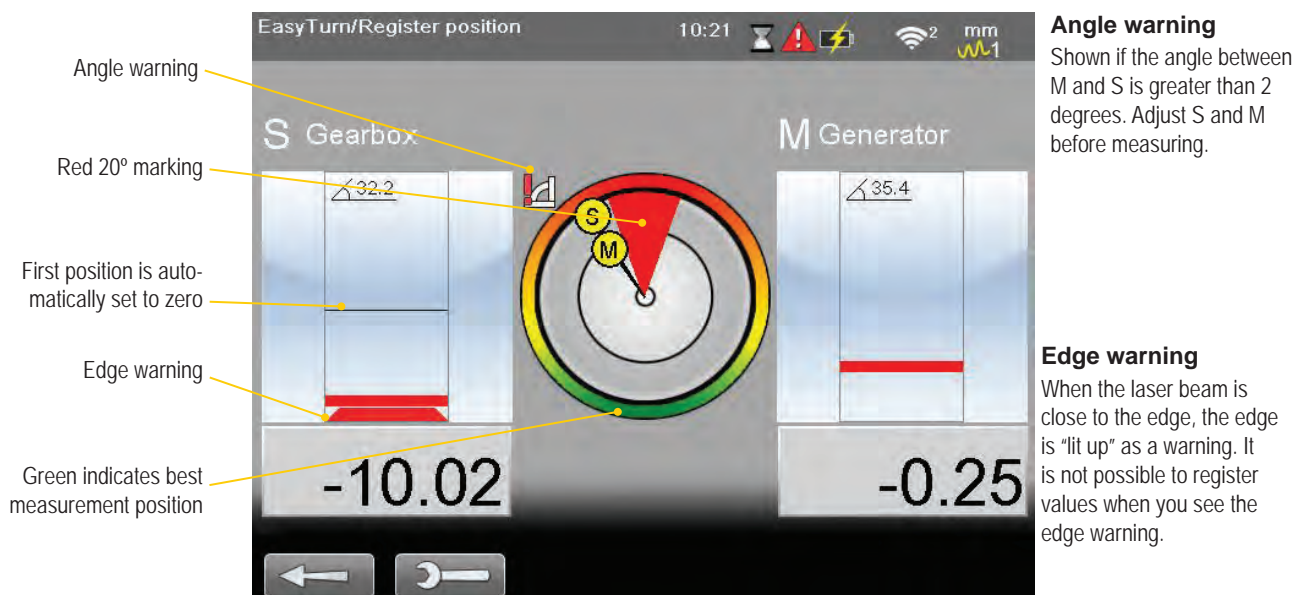 EasyTurn/Register position
10:21
2
mm
1
Angle warning
Red 20º marking
First position is auto-
matically set to zero
Edge warning
Green indicates best
measurement position
S Gearbox
32.2
-10.02
S
M
M Generator
35.4
-0.25
Angle warning
Shown if the angle between
M and S is greater than 2
degrees. Adjust S and M
before measuring.
Edge warning
When the laser beam is
close to the edge, the edge
is “lit up” as a warning. It
is not possible to register
values when you see the
edge warning.